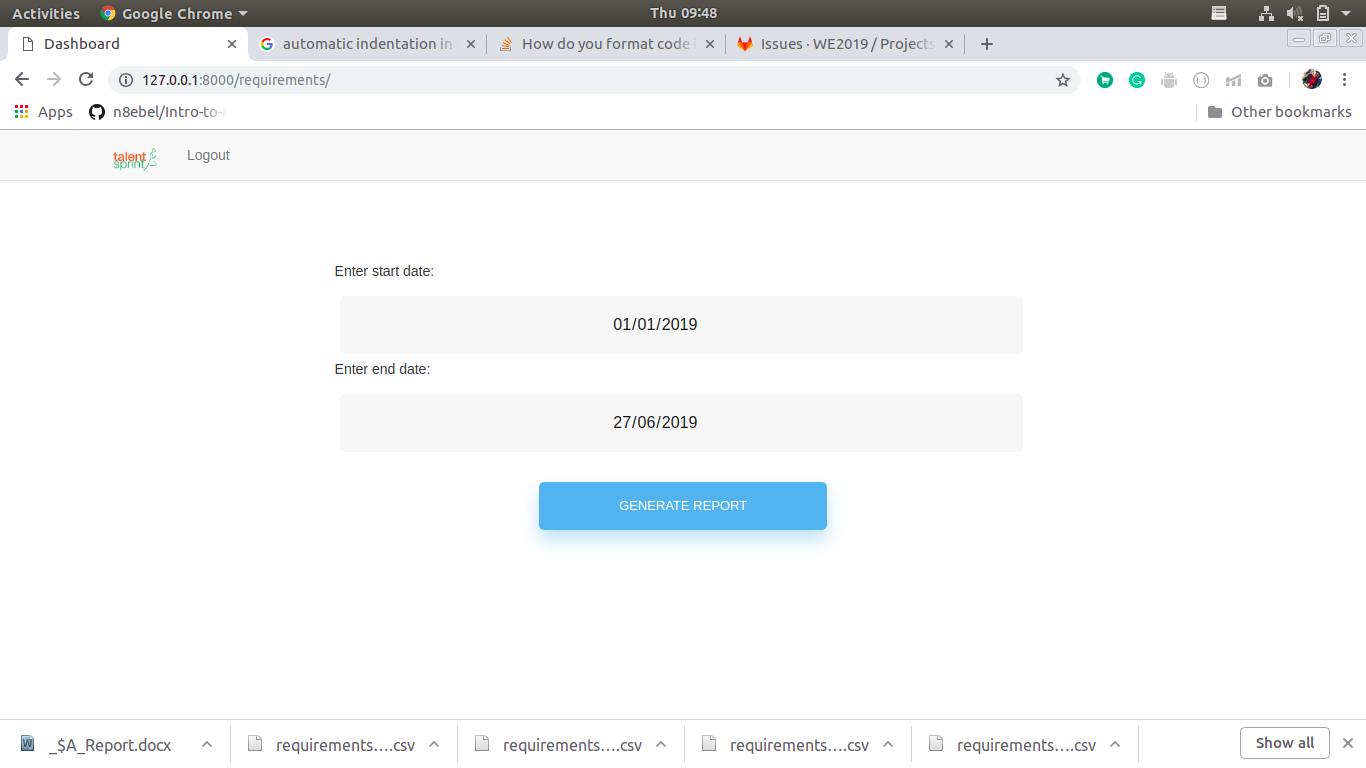 Activities Google Chrome Thu 09:48
Dashboard automatic indentation in How do you format code i Issues · WE2019 / Projects
127.0.0.1:8000/requirements/
Apps n8ebel/Intro-to- Other bookmarks
talent
sprint
Logout
Enter start date:
01/01/2019
Enter end date:
27/06/2019
GENERATE REPORT
_$A_Report.docx requirements….csv requirements….csv requirements….csv requirements….csv Show all